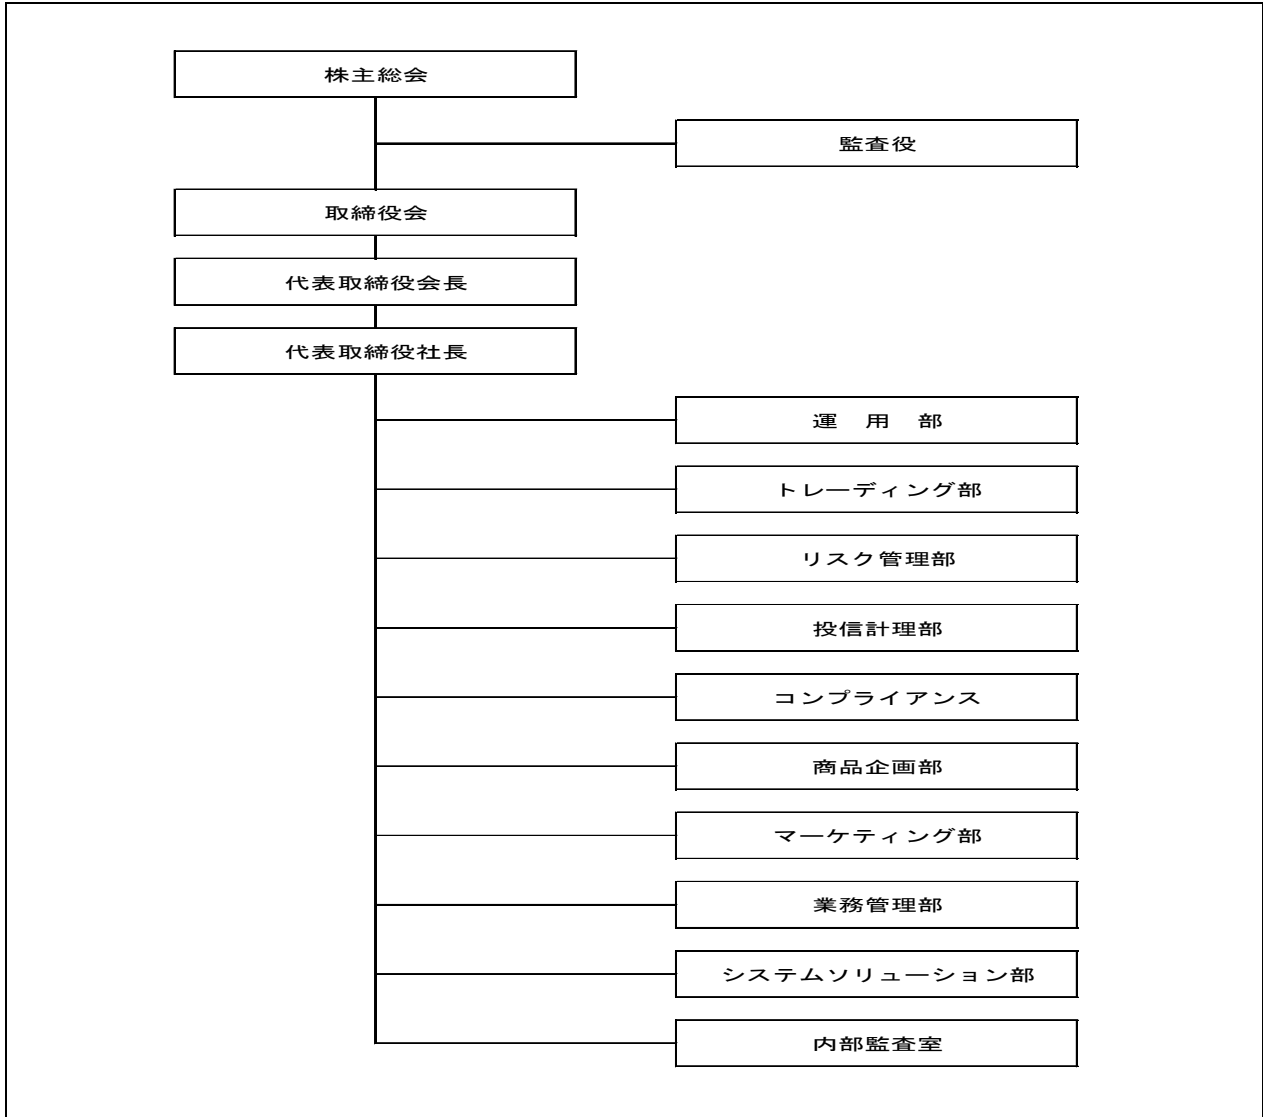 株主総会
監査役
取締役会
代表取締役会長
代表取締役社長
運　用　部
トレーディング部
リスク管理部
投信計理部
コンプライアンス
商品企画部
マーケティング部
業務管理部
システムソリューション部
内部監査室